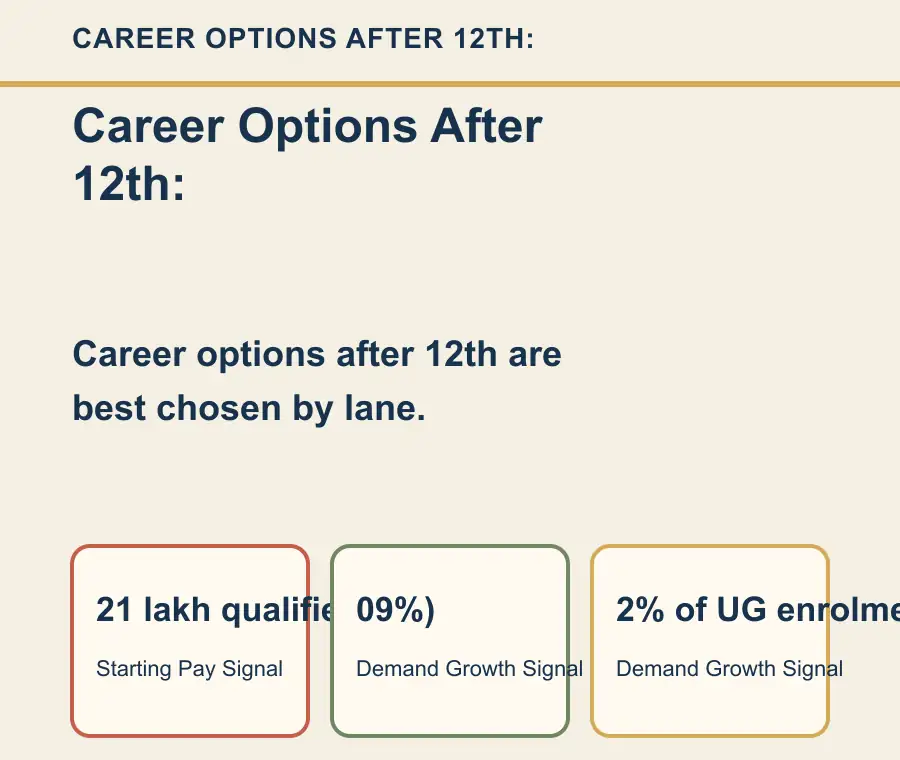 CAREER OPTIONS AFTER 12TH:
Career Options After
12th:
Career options after 12th are
best chosen by lane.
21 lakh qualifie
09%)
2% of UG enrolme
Starting Pay Signal
Demand Growth Signal
Demand Growth Signal